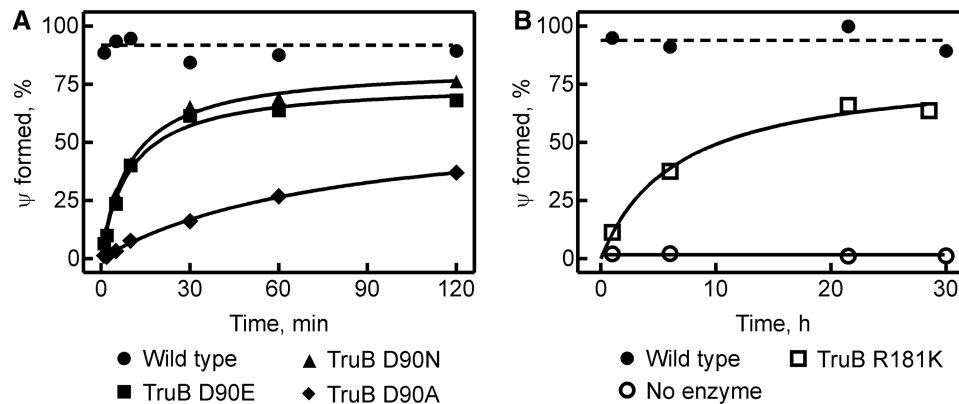 A
B
ψ formed, %
100
75
50
25
0
0 30 60 90 120
Time, min
ψ formed, %
100
75
50
25
0
0 10 20 30
Time, h
Wild type TruB D90N
TruB D90E TruB D90A
Wild type TruB R181K
No enzyme